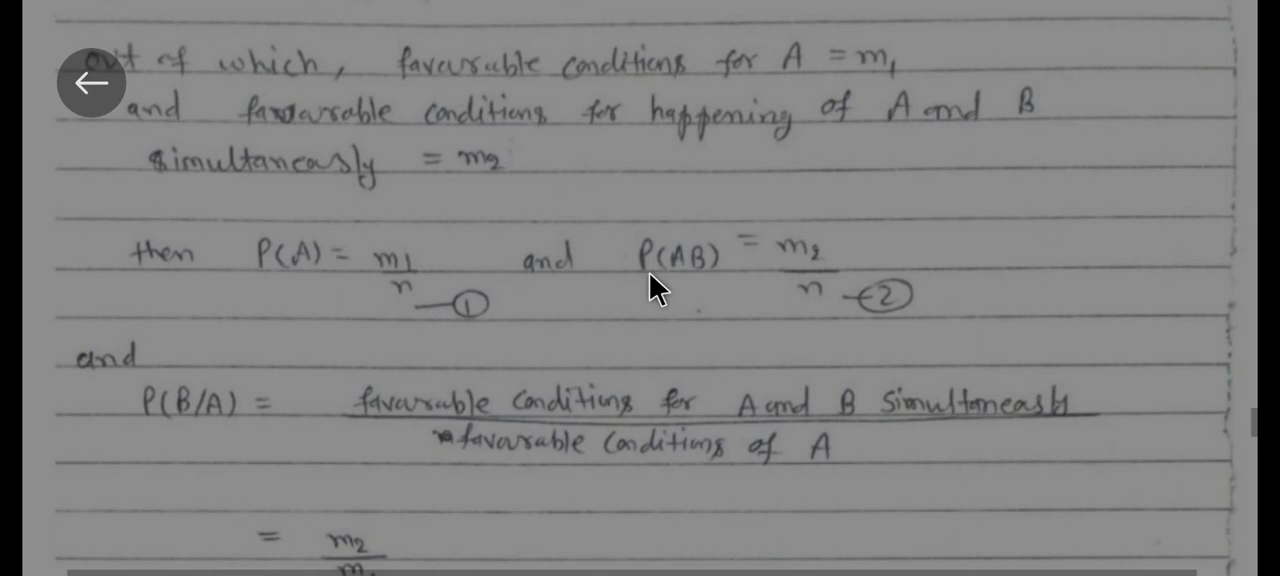 out of which, favourable conditions for A = m₁
and favourable conditions for happening of A and B
simultaneously = m₂
then P(A) = m₁/n —① and P(AB) = m₂/n —②
and
P(B/A) = favourable conditions for A and B simultaneously
favourable conditions of A
= m₂/m₁